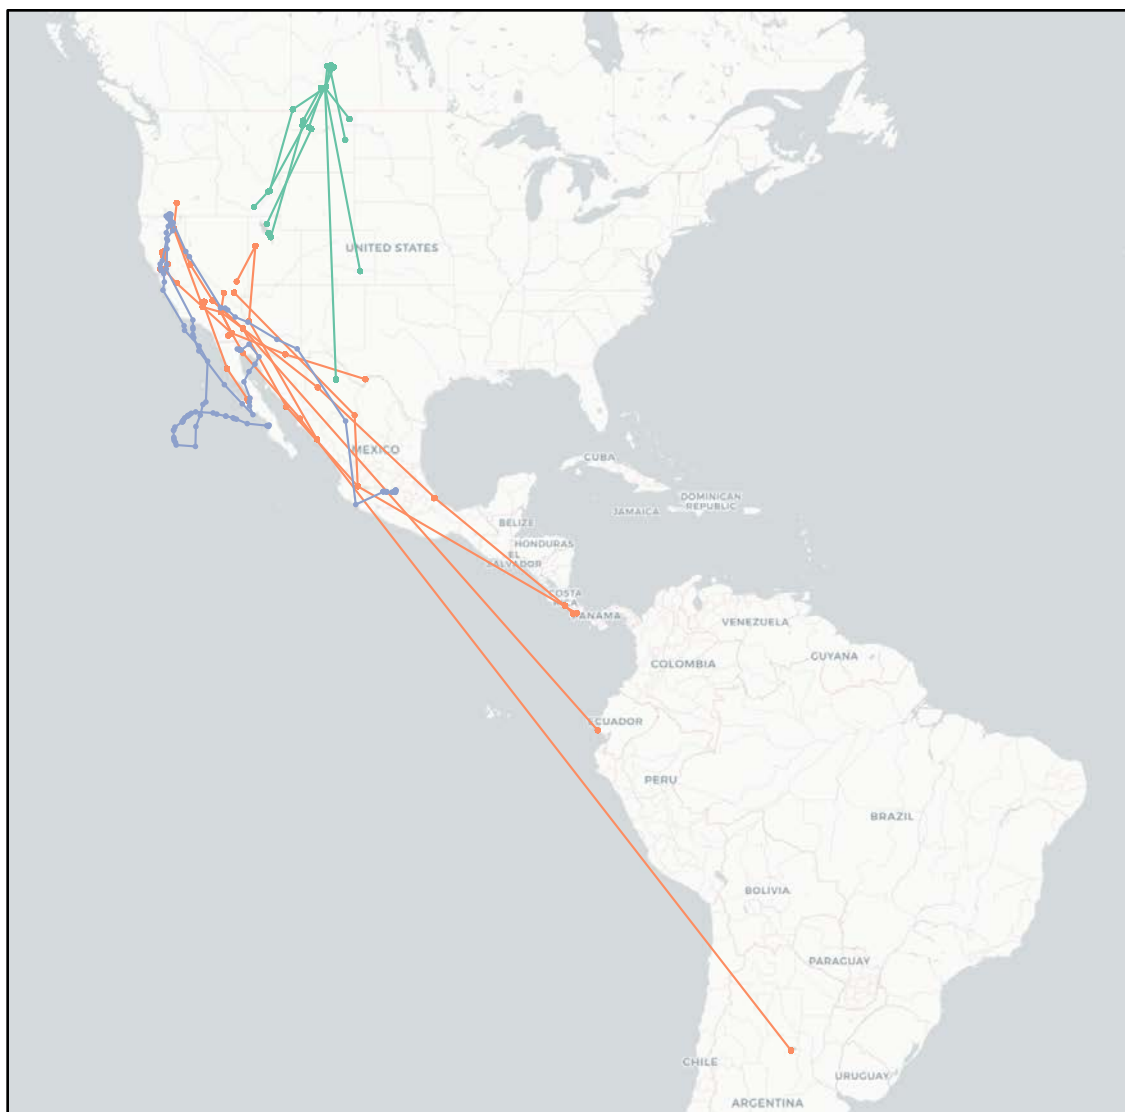 UNITED STATES
MEXICO
CUBA
DOMINICAN
REPUBLIC
JAMAICA
BELIZE
HONDURAS
EL
SALVADOR
COSTA
RICA
PANAMA
VENEZUELA
GUYANA
COLOMBIA
ECUADOR
PERU
BRAZIL
BOLIVIA
PARAGUAY
CHILE
URUGUAY
ARGENTINA